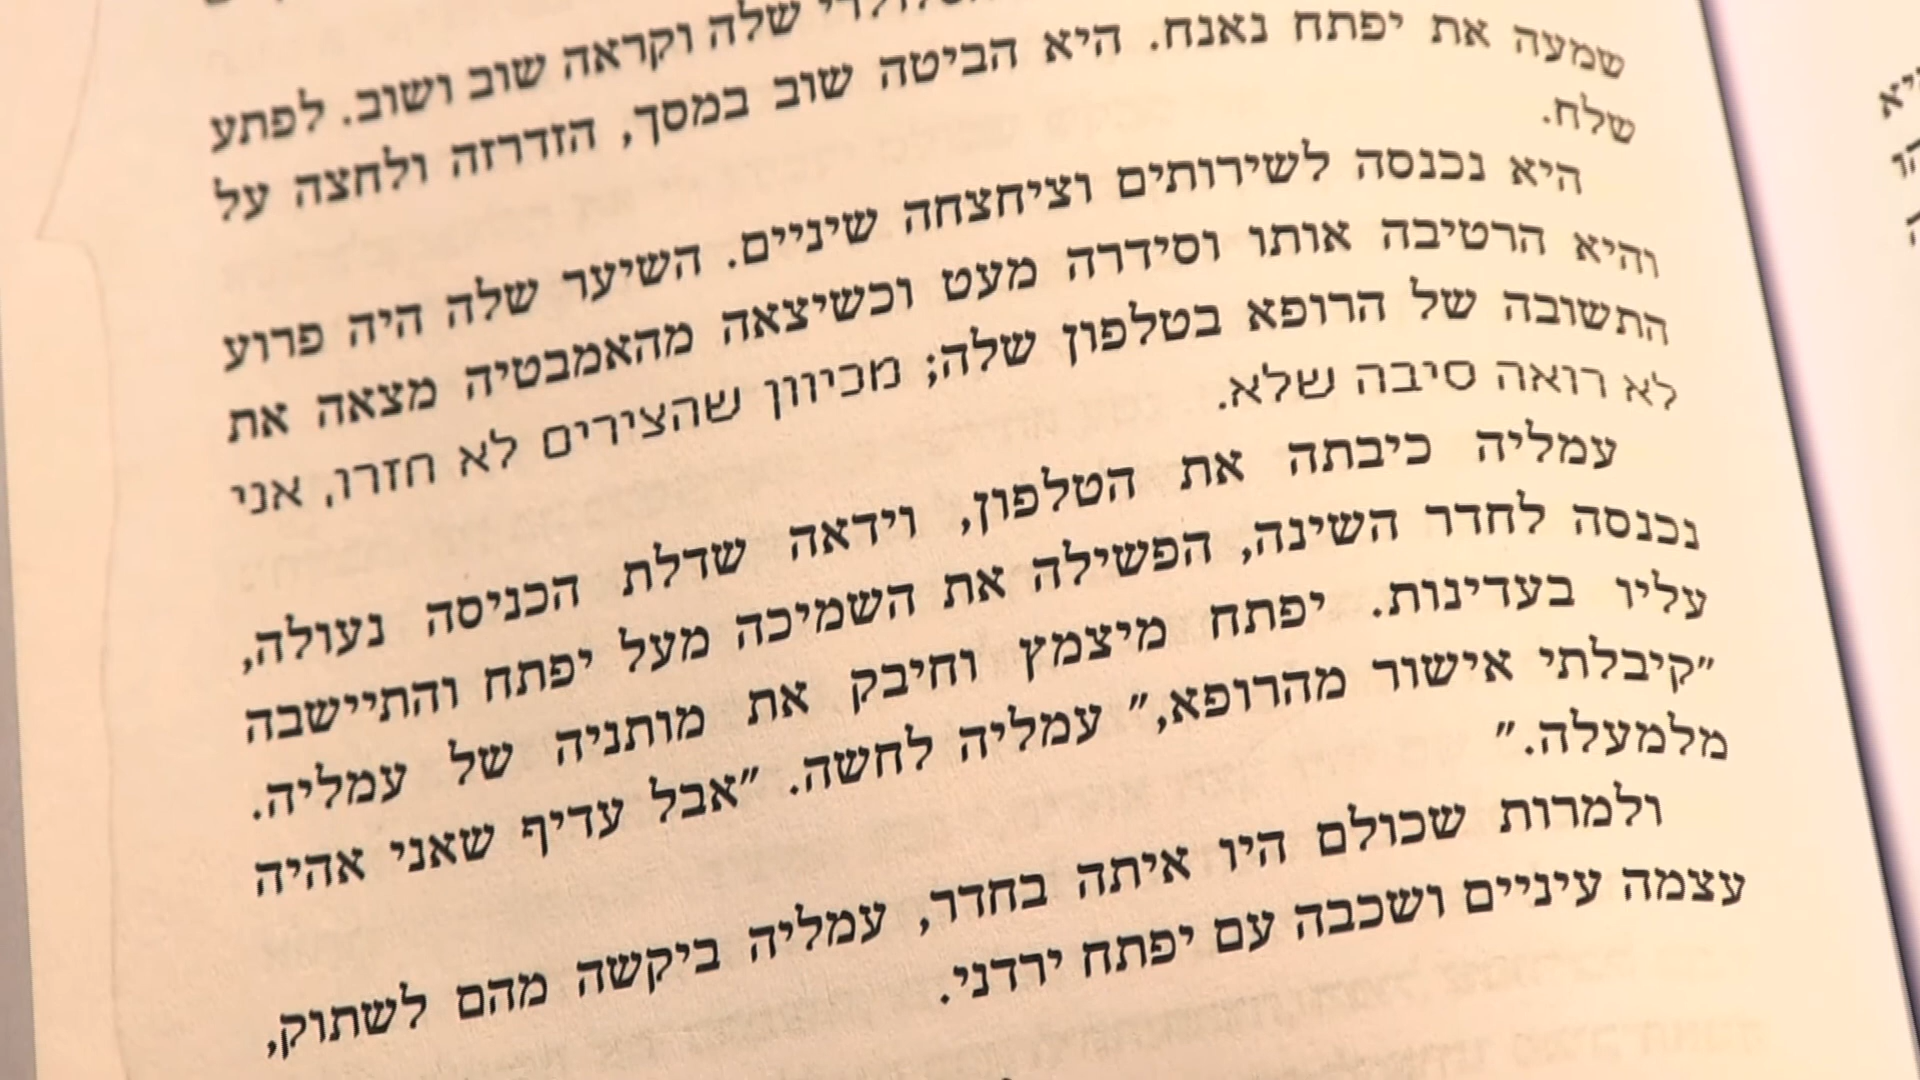 שלה וקראה שוב ושוב. לפתע
שמעה את יפתח נאנח. היא הביטה שוב במסך, הזדרזה ולחצה על
שלח.
היא נכנסה לשירותים וציחצחה שיניים. השיער שלה היה פרוע
והיא הרטיבה אותו וסידרה מעט וכשיצאה מהאמבטיה מצאה את
התשובה של הרופא בטלפון שלה; מכיוון שהצירים לא חזרו, אני
לא רואה סיבה שלא.
עמליה כיבתה את הטלפון, וידאה שדלת הכניסה נעולה,
נכנסה לחדר השינה, הפשילה את השמיכה מעל יפתח והתיישבה
עליו בעדינות. יפתח מיצמץ וחיבק את מותניה של עמליה.
"קיבלתי אישור מהרופא," עמליה לחשה. "אבל עדיף שאני אהיה
מלמעלה."
ולמרות שכולם היו איתה בחדר, עמליה ביקשה מהם לשתוק,
עצמה עיניים ושכבה עם יפתח ירדני.